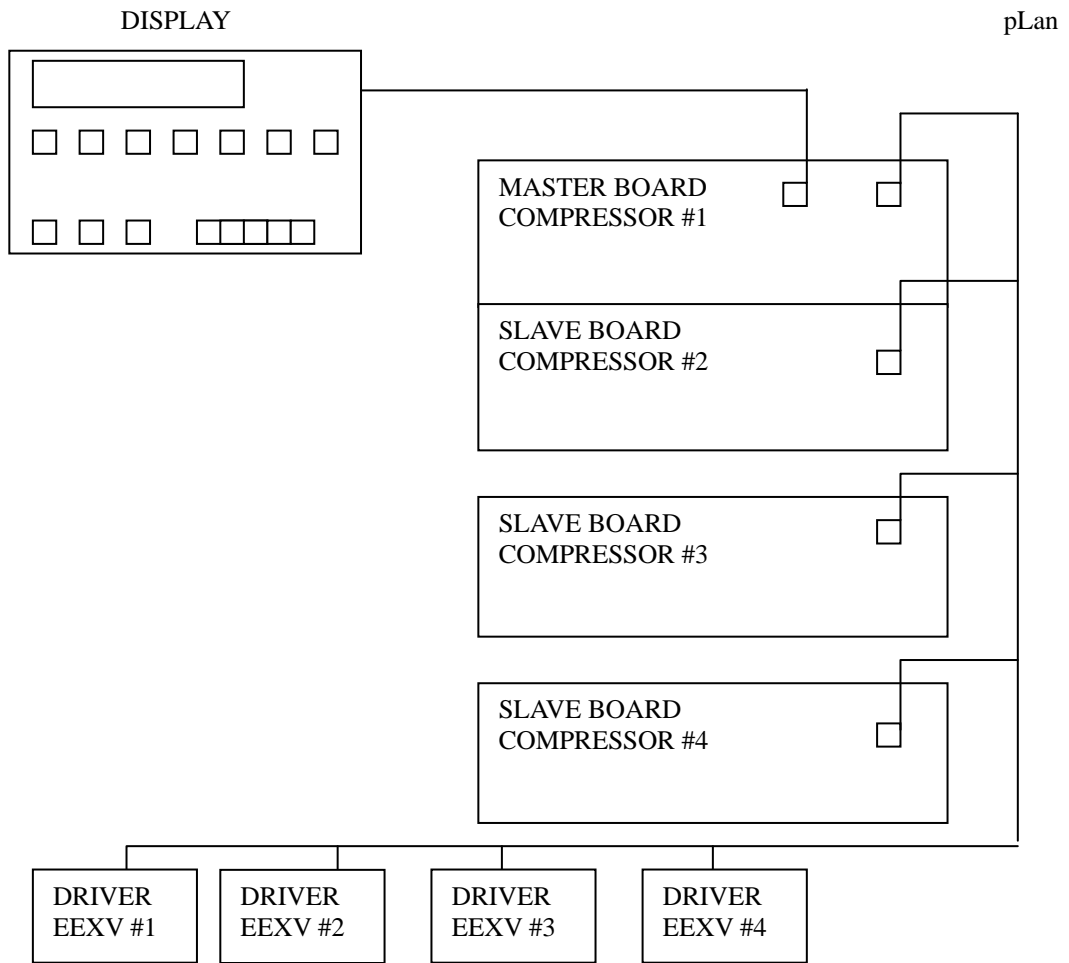 DISPLAY
pLan
MASTER BOARD
COMPRESSOR #1
SLAVE BOARD
COMPRESSOR #2
SLAVE BOARD
COMPRESSOR #3
SLAVE BOARD
COMPRESSOR #4
DRIVER
EEXV #1
DRIVER
EEXV #2
DRIVER
EEXV #3
DRIVER
EEXV #4